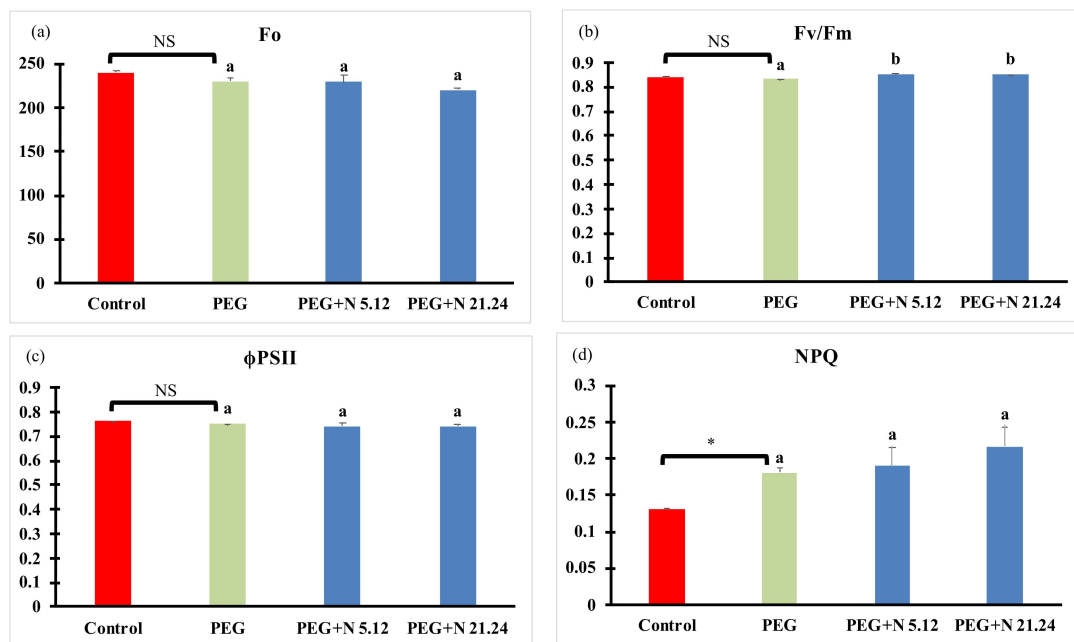 (a)
Fo
NS
a
a
a
250
200
150
100
50
0
Control
PEG
PEG+N 5.12
PEG+N 21.24
(b)
Fv/Fm
NS
a
b
b
0.9
0.8
0.7
0.6
0.5
0.4
0.3
0.2
0.1
0
Control
PEG
PEG+N 5.12
PEG+N 21.24
(c)
ϕPSII
NS
a
a
a
0.9
0.8
0.7
0.6
0.5
0.4
0.3
0.2
0.1
0
Control
PEG
PEG+N 5.12
PEG+N 21.24
(d)
NPQ
*
a
a
a
0.3
0.25
0.2
0.15
0.1
0.05
0
Control
PEG
PEG+N 5.12
PEG+N 21.24